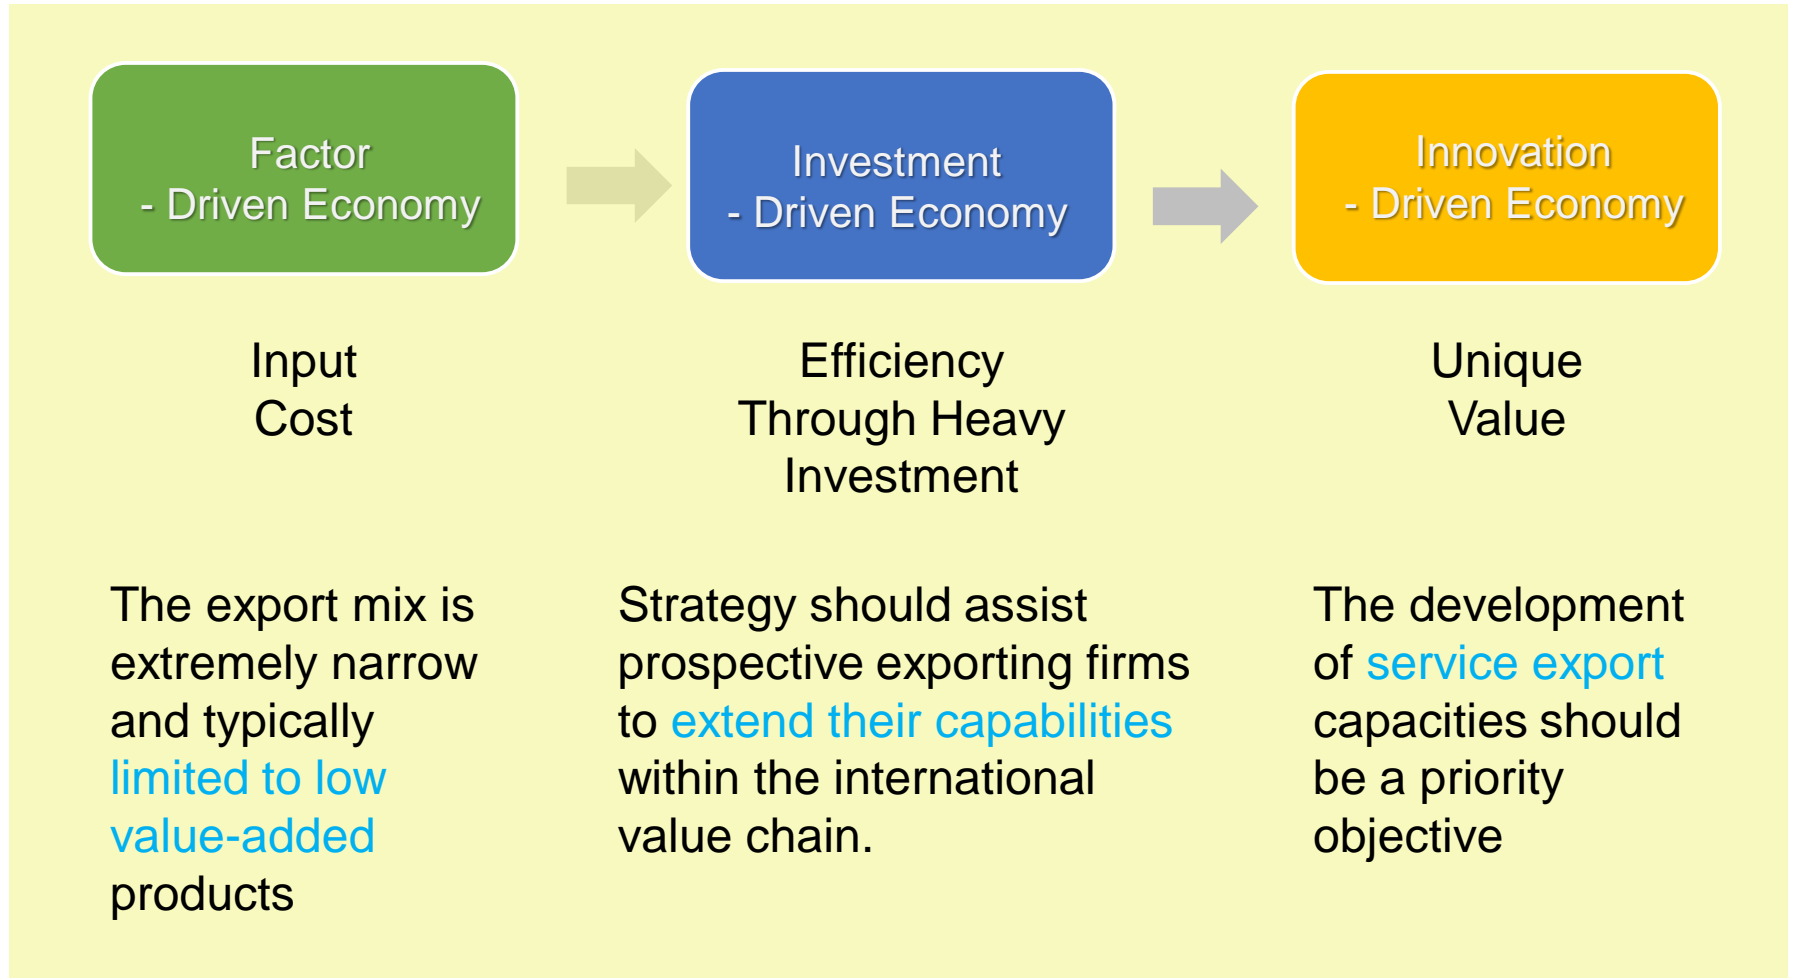 Factor
- Driven Economy
Investment
- Driven Economy
Innovation
- Driven Economy
Input
Cost
Efficiency
Through Heavy
Investment
Unique
Value
The export mix is
extremely narrow
and typically
limited to low
value-added
products
Strategy should assist
prospective exporting firms
to extend their capabilities
within the international
value chain.
The development
of service export
capacities should
be a priority
objective